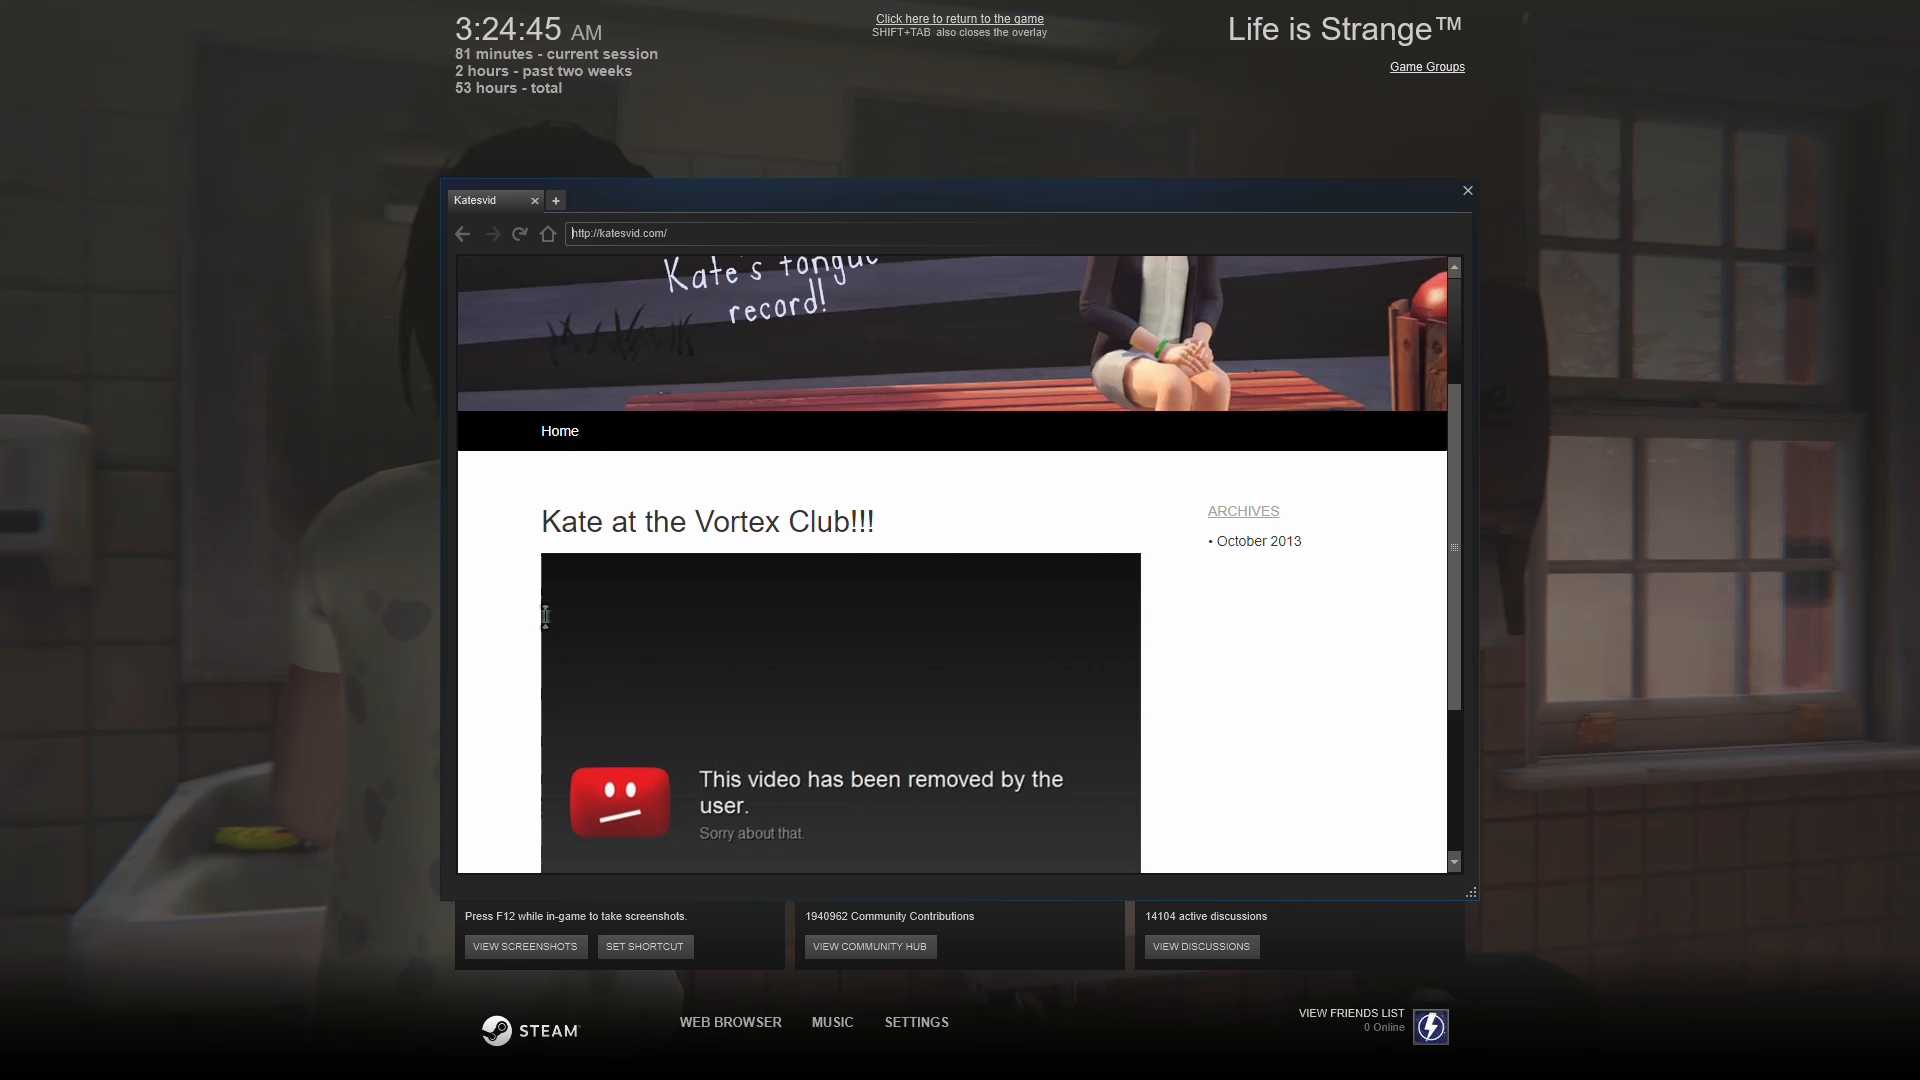 3:24:45 AM
81 minutes - current session
2 hours - past two weeks
53 hours - total
Click here to return to the game
SHIFT+TAB also closes the overlay
Life is Strange™
Game Groups
Katesvid
http://katesvid.com/
Kate's tongue
record!
Home
Kate at the Vortex Club!!!
ARCHIVES
• October 2013
This video has been removed by the
user.
Sorry about that.
Press F12 while in-game to take screenshots.
VIEW SCREENSHOTS
SET SHORTCUT
1940962 Community Contributions
VIEW COMMUNITY HUB
14104 active discussions
VIEW DISCUSSIONS
STEAM
WEB BROWSER
MUSIC
SETTINGS
VIEW FRIENDS LIST
0 Online